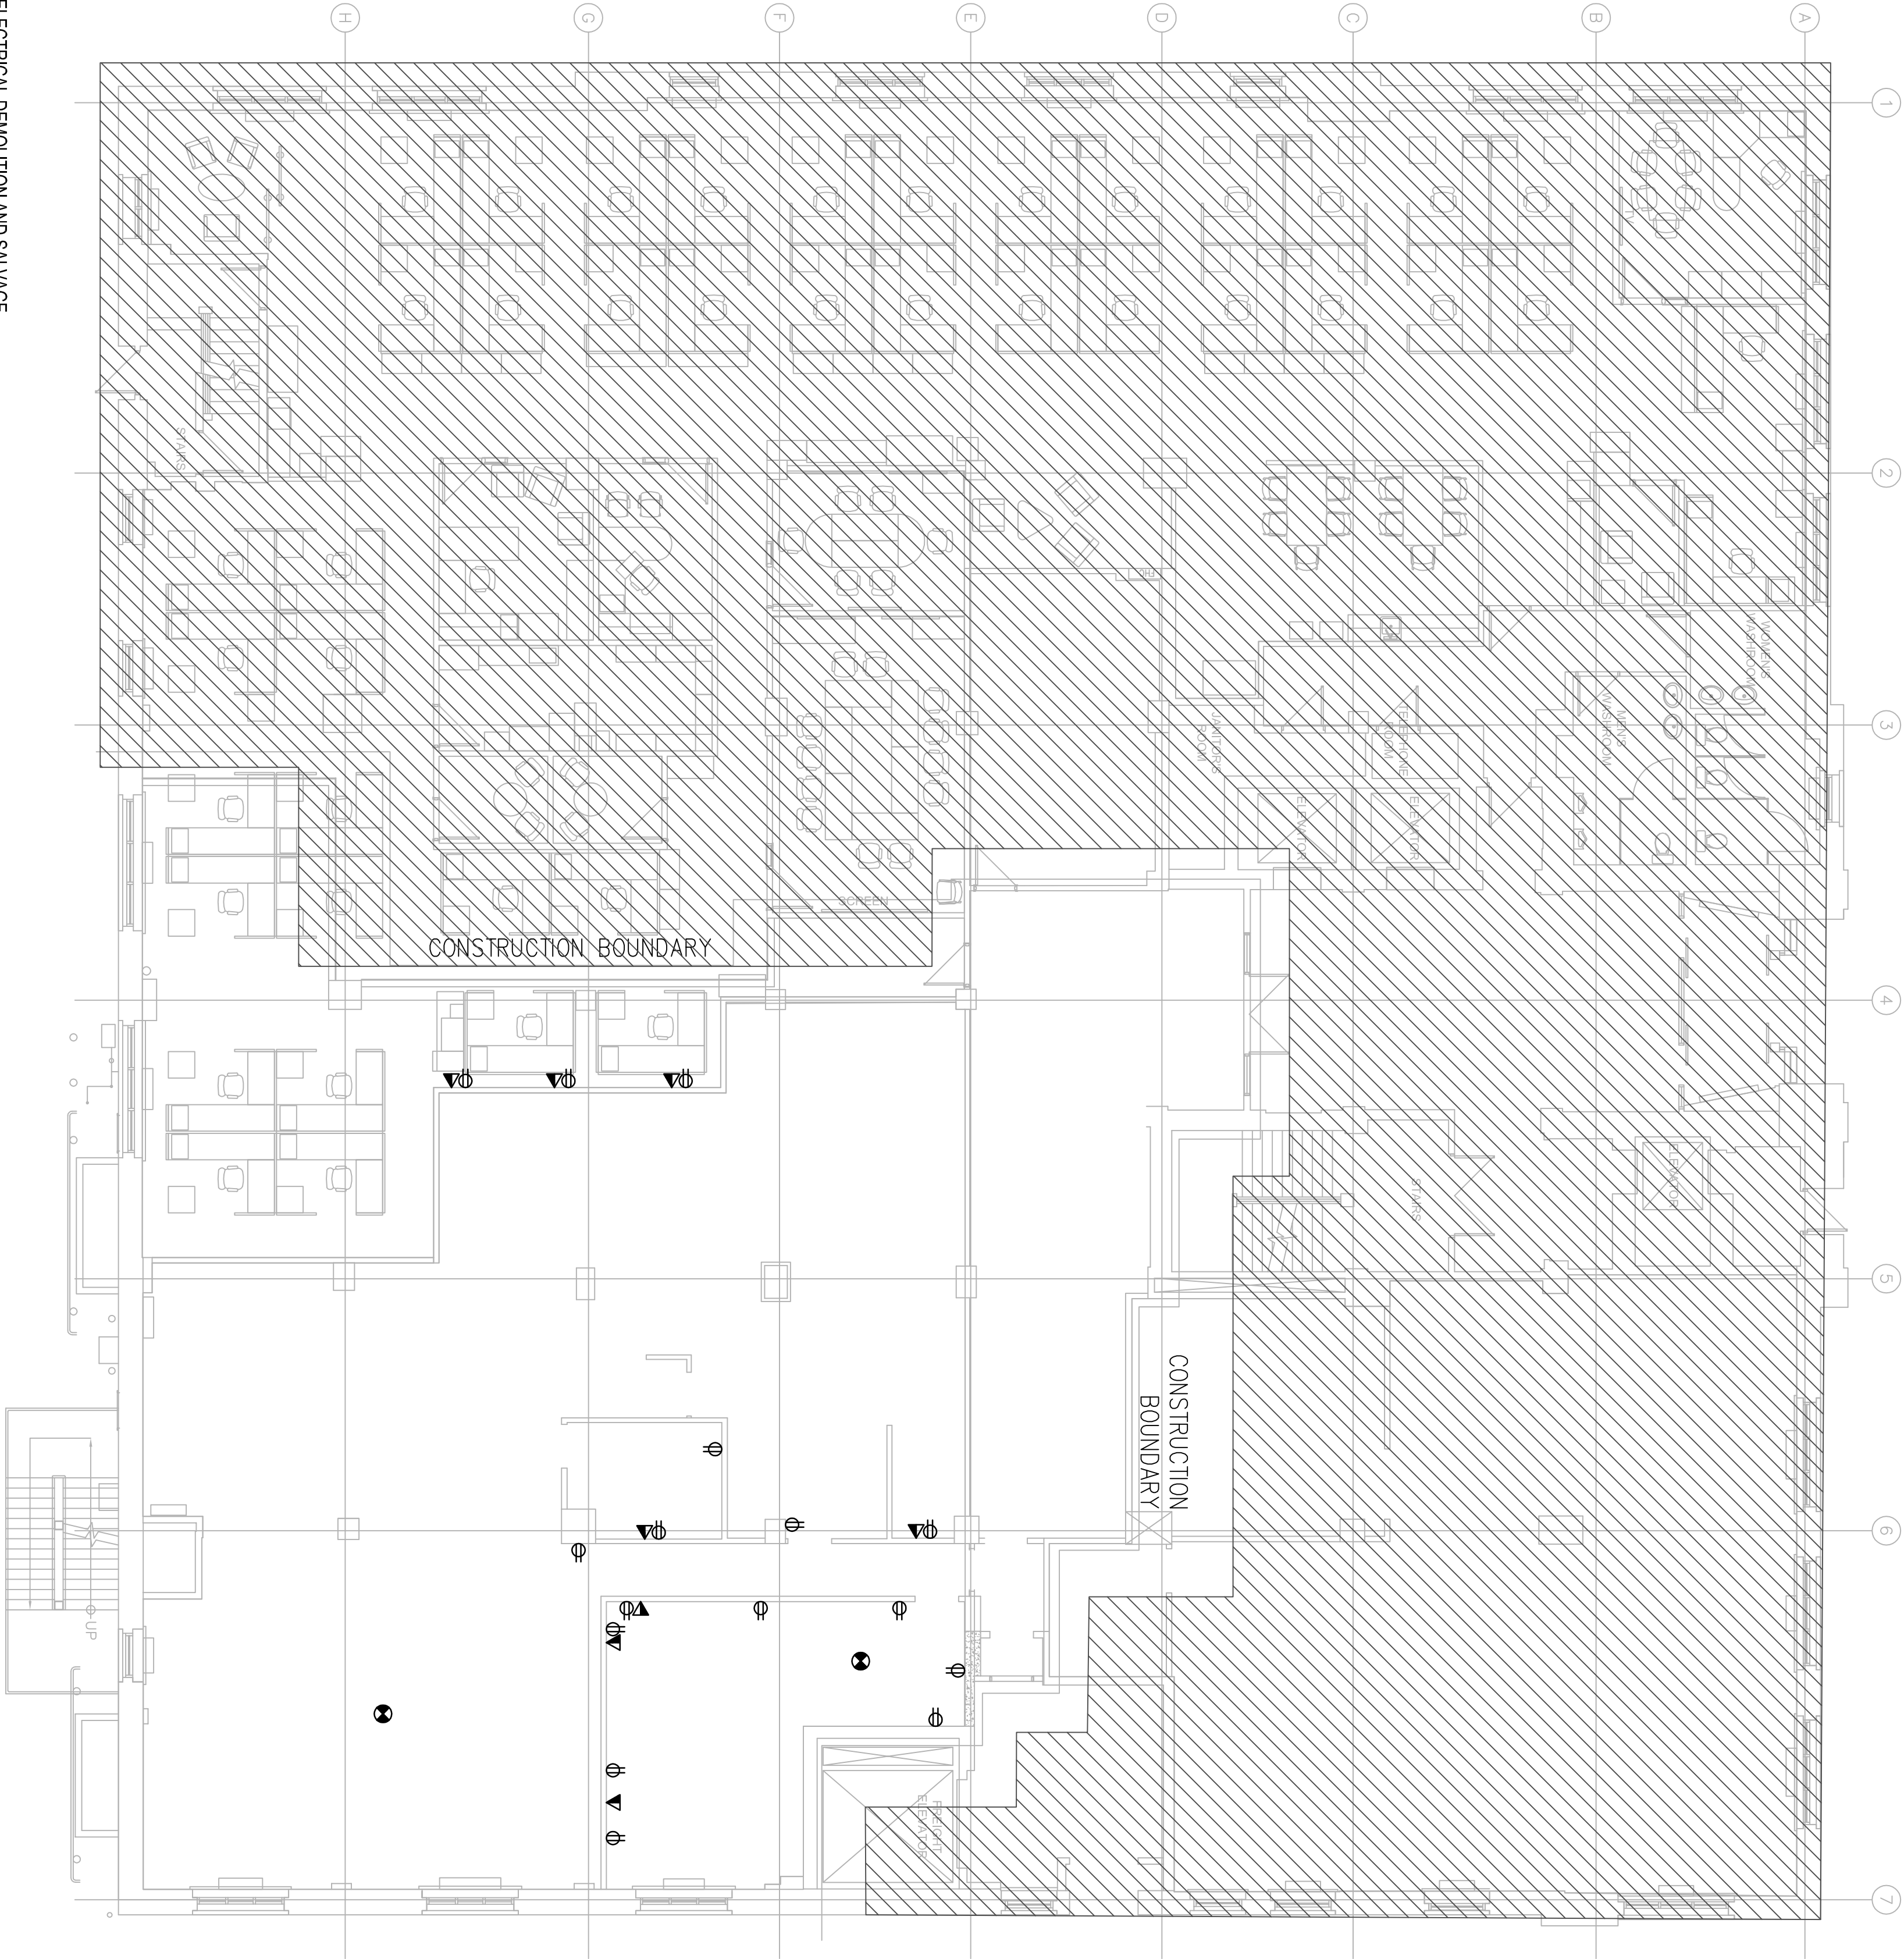 H
G
F
E
D
C
B
A
1
2
3
4
5
6
7
TV
STAIRS
WOMEN'S
WASHROOM
MEN'S
WASHROOM
TELEPHONE
ROOM
JANITOR'S
ROOM
ELEVATOR
ELEVATOR
SCREEN
CONSTRUCTION BOUNDARY
ELEVATOR
STAIRS
CONSTRUCTION
BOUNDARY
UP
FREIGHT
ELEVATOR
ELECTRICAL DEMOLITION AND SALVAGE